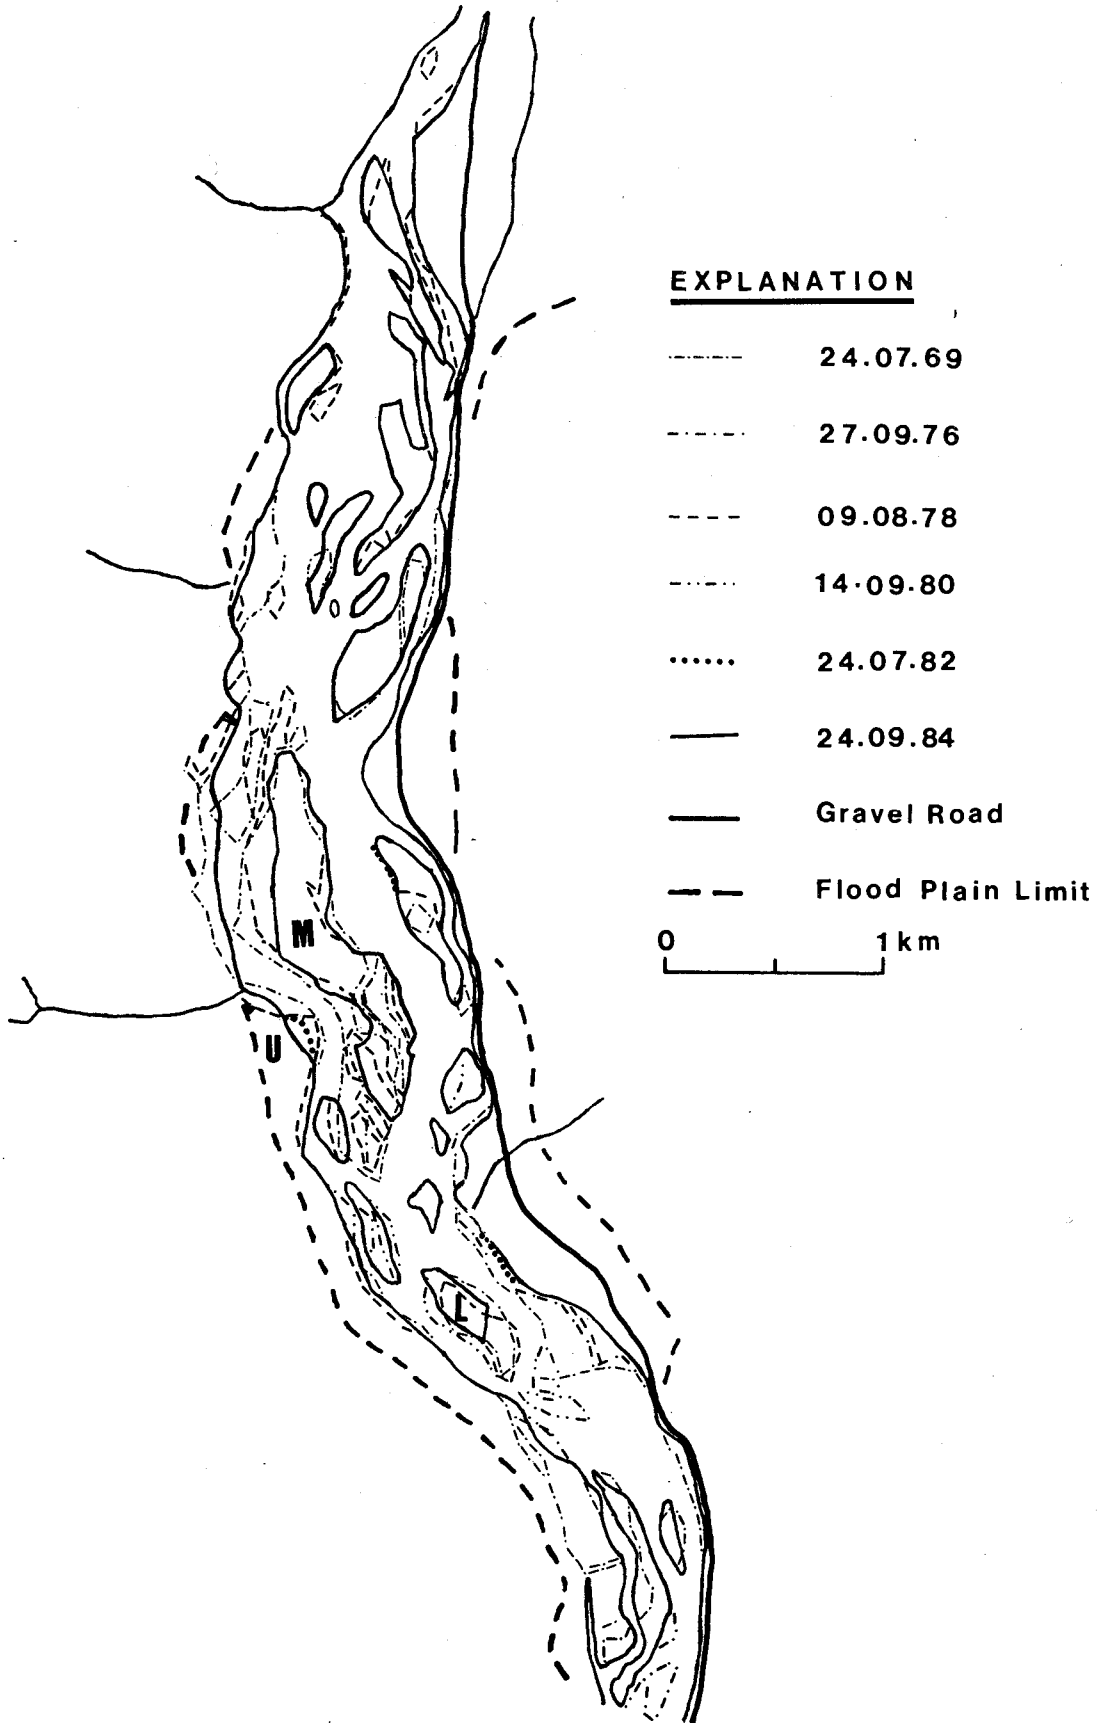 EXPLANATION
24.07.69
27.09.76
09.08.78
14.09.80
24.07.82
24.09.84
Gravel Road
Flood Plain Limit
0 1 km
M
U
L